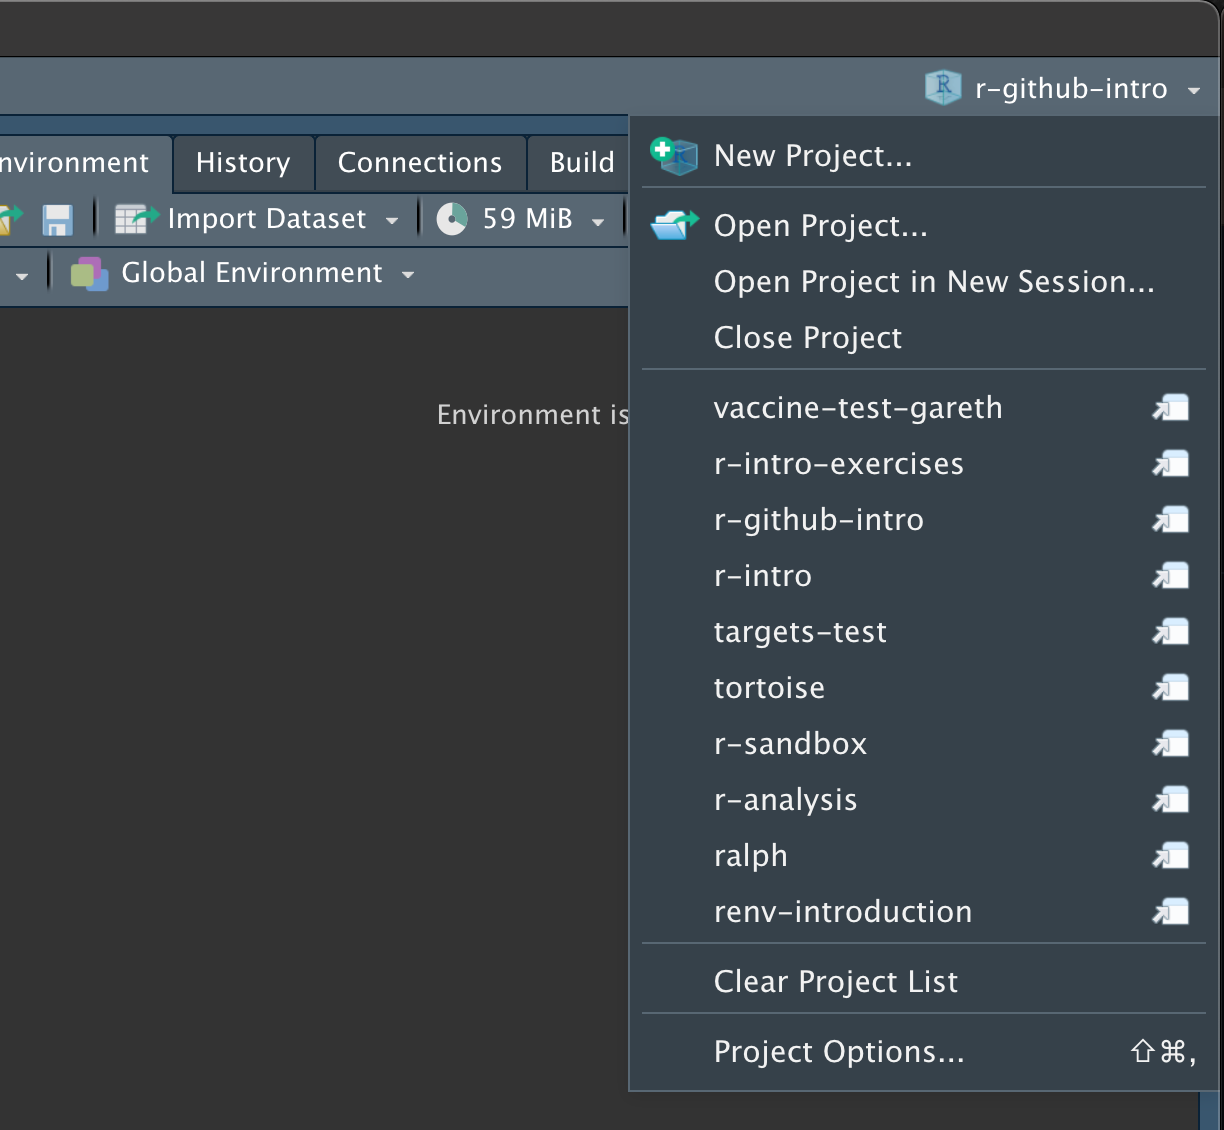 r-github-intro
nvironment History Connections Build
Import Dataset 59 MiB
Global Environment
Environment is
New Project...
Open Project...
Open Project in New Session...
Close Project
vaccine-test-gareth
r-intro-exercises
r-github-intro
r-intro
targets-test
tortoise
r-sandbox
r-analysis
ralph
renv-introduction
Clear Project List
Project Options... ⇧⌘,